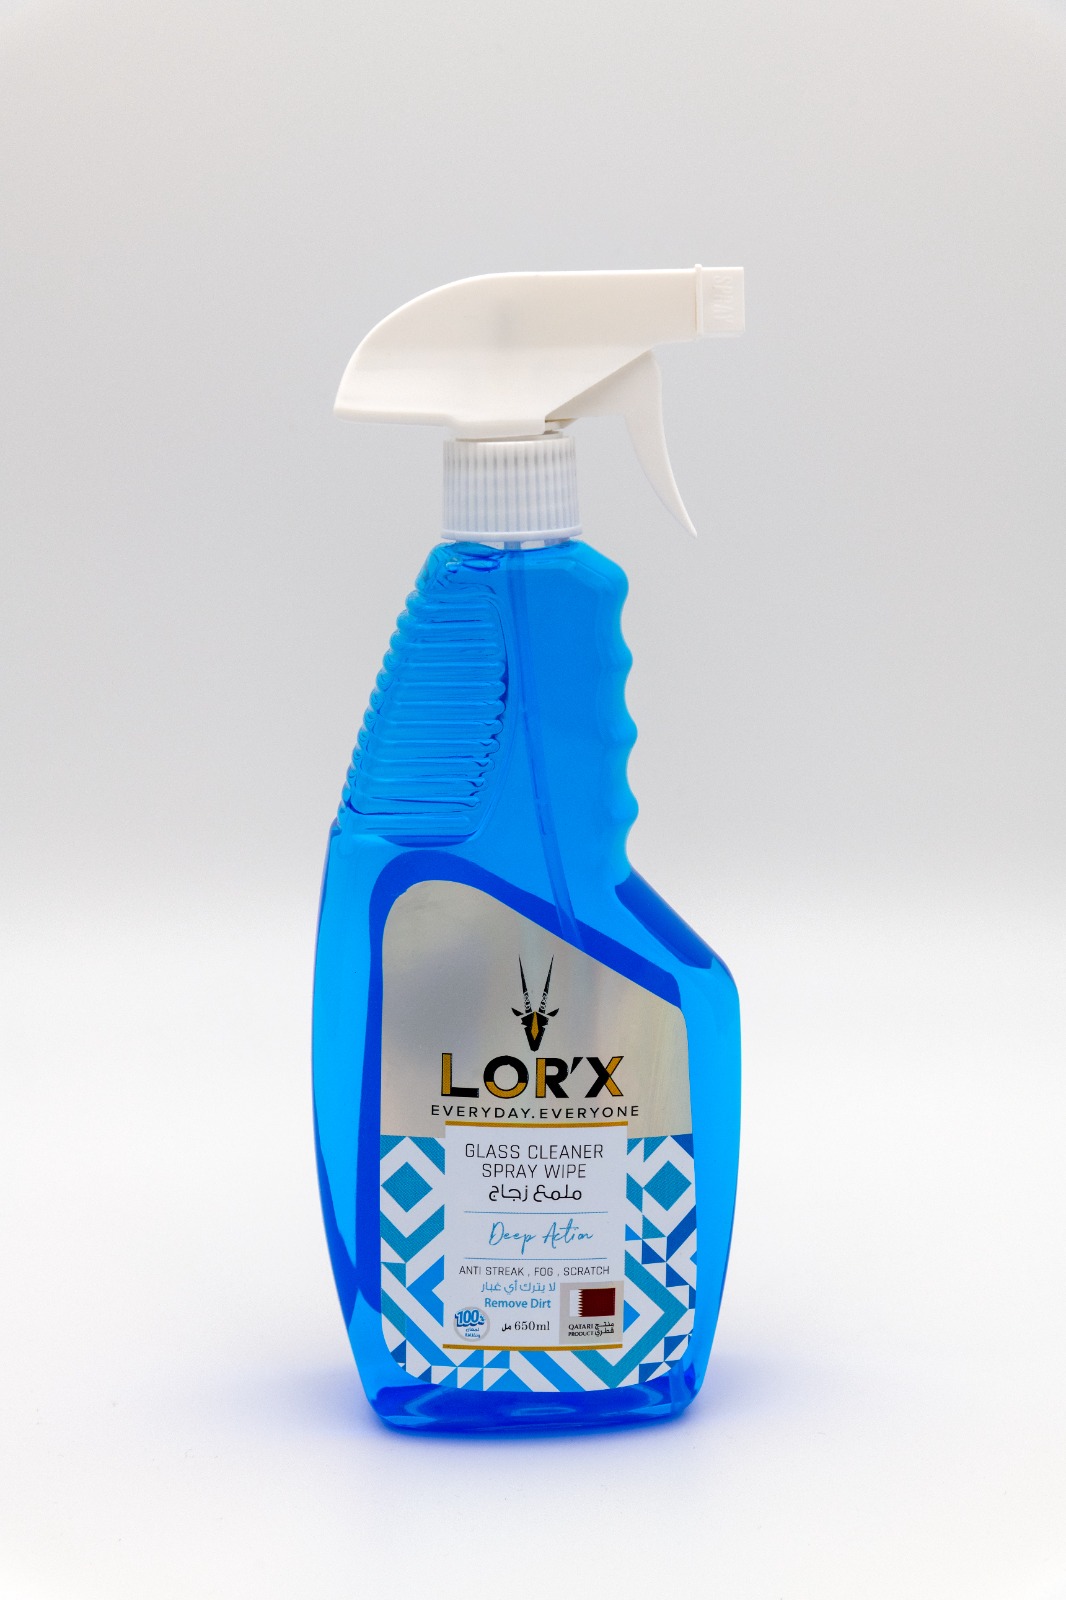 SPRAY
LOR'X
EVERYDAY.EVERYONE
GLASS CLEANER
SPRAY WIPE
ملمع زجاج
Deep Action
ANTI STREAK , FOG , SCRATCH
لا يترك أي غبار
Remove Dirt
100%
650ml مل
QATARI منتج
PRODUCT قطري